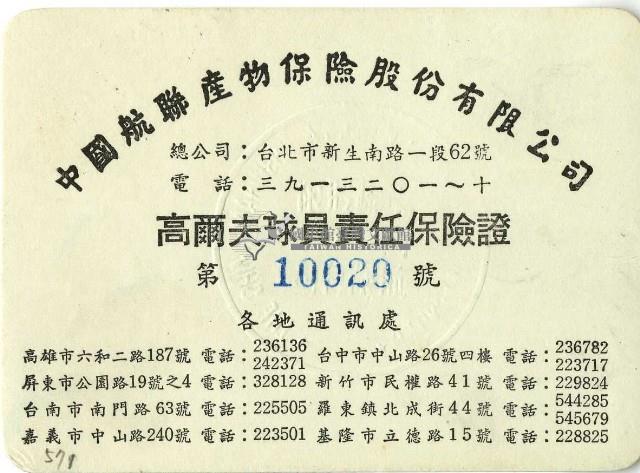 中國航聯產物保險股份有限公司
總公司：台北市新生南路一段62號
電話：三九一三二〇一～十
高爾夫球員責任保險證
TAIWAN HISTORICA
第 10020 號
各地通訊處
高雄市六和二路187號 電話：236136 242371 台中市中山路26號四樓 電話：236782 223717
屏東市公園路19號之4 電話：328128 新竹市民權路41號 電話：229824
台南市南門路63號 電話：225505 羅東鎮北成街44號 電話：544285 545679
嘉義市中山路240號 電話：223501 基隆市立德路15號 電話：228825
571